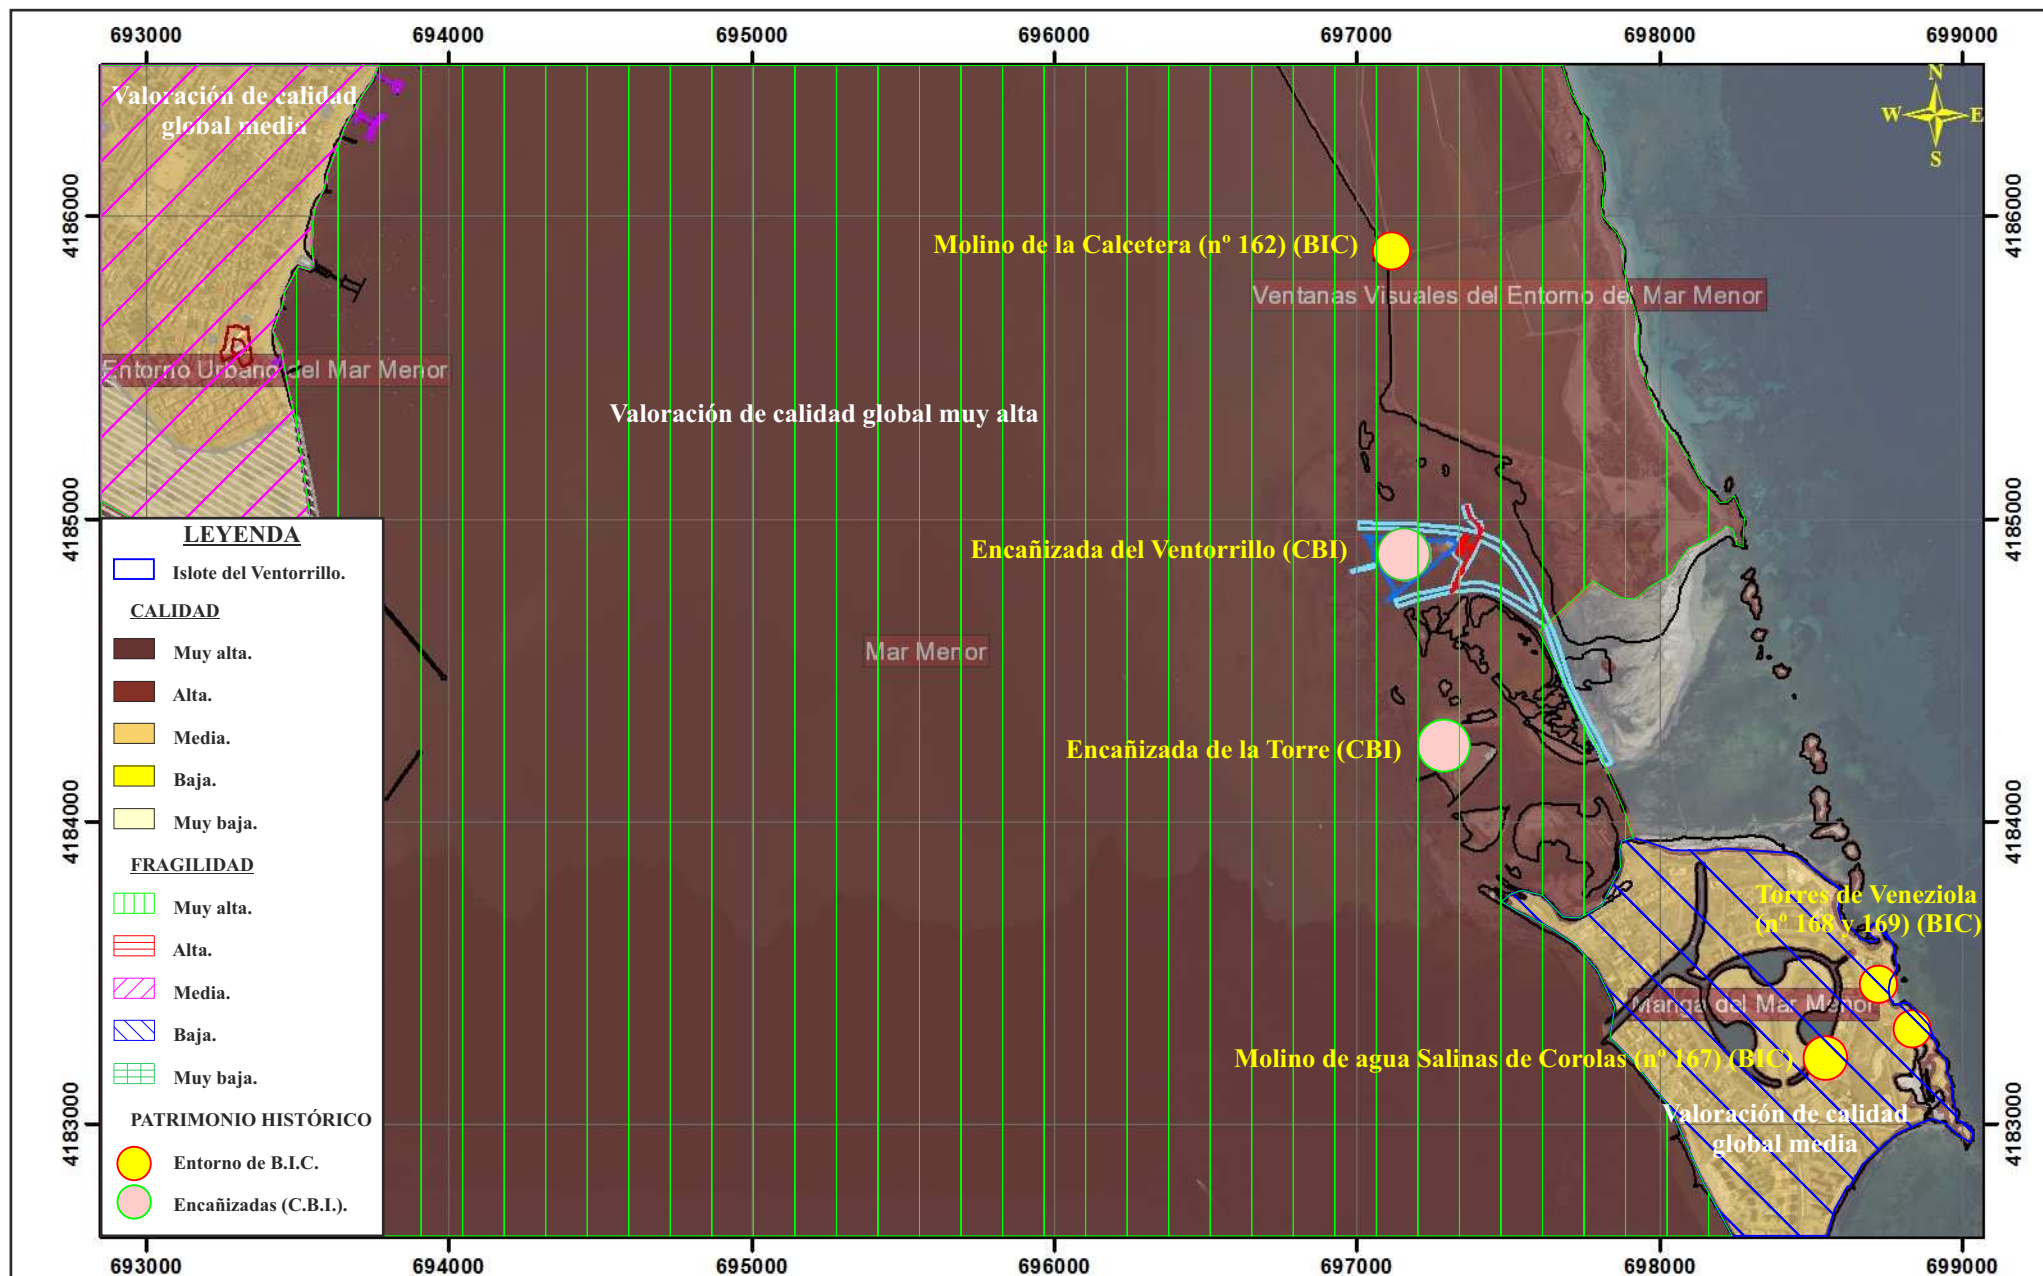 693000 694000 695000 696000 697000 698000 699000
Valoración de calidad
global media
N
W E
S
4186000
4186000
Molino de la Calcetera (nº 162) (BIC)
Ventanas Visuales del Entorno del Mar Menor
Entorno Urbano del Mar Menor
Valoración de calidad global muy alta
4185000
4185000
Encañizada del Ventorrillo (CBI)
Mar Menor
Encañizada de la Torre (CBI)
4184000
4184000
Torres de Veneziola
(nº 168 y 169) (BIC)
Manga del Mar Menor
Molino de agua Salinas de Corolas (nº 167) (BIC)
Valoración de calidad
global media
4183000
4183000
LEYENDA
Islote del Ventorrillo.
CALIDAD
Muy alta.
Alta.
Media.
Baja.
Muy baja.
FRAGILIDAD
Muy alta.
Alta.
Media.
Baja.
Muy baja.
PATRIMONIO HISTÓRICO
Entorno de B.I.C.
Encañizadas (C.B.I.).
693000 694000 695000 696000 697000 698000 699000